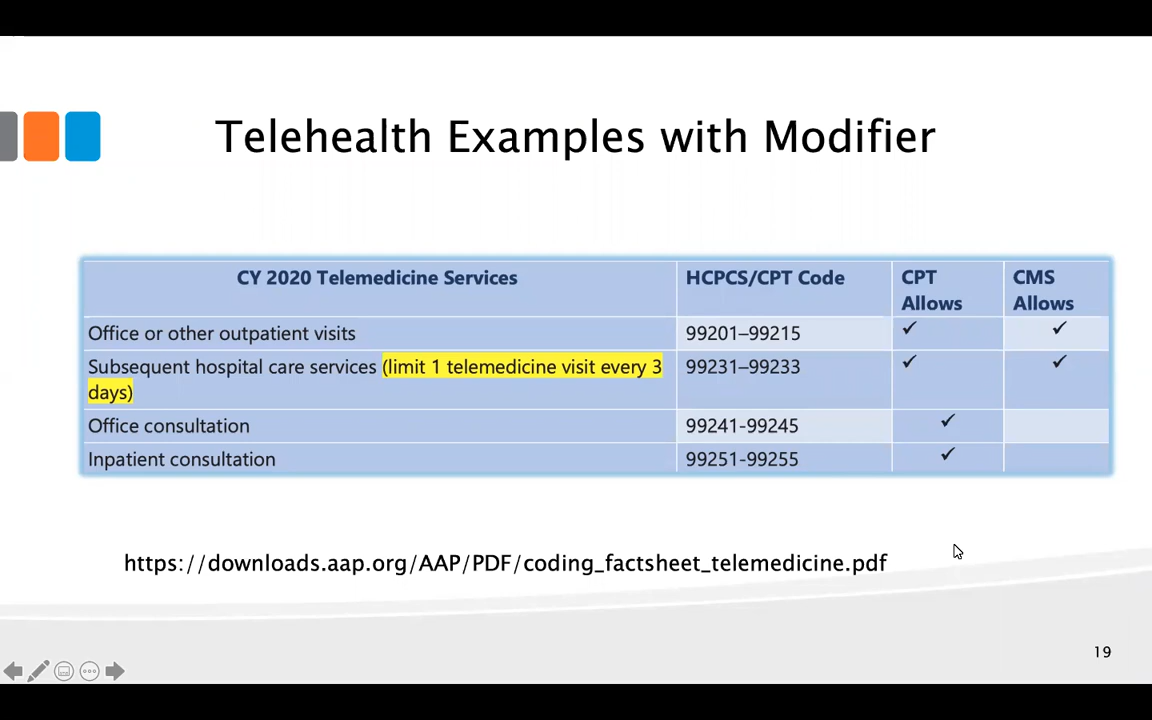 Telehealth Examples with Modifier
CY 2020 Telemedicine Services
HCPCS/CPT Code
CPT
Allows
CMS
Allows
Office or other outpatient visits
99201–99215
✓
✓
Subsequent hospital care services (limit 1 telemedicine visit every 3
days)
99231–99233
✓
✓
Office consultation
99241-99245
✓
Inpatient consultation
99251-99255
✓
https://downloads.aap.org/AAP/PDF/coding_factsheet_telemedicine.pdf
19